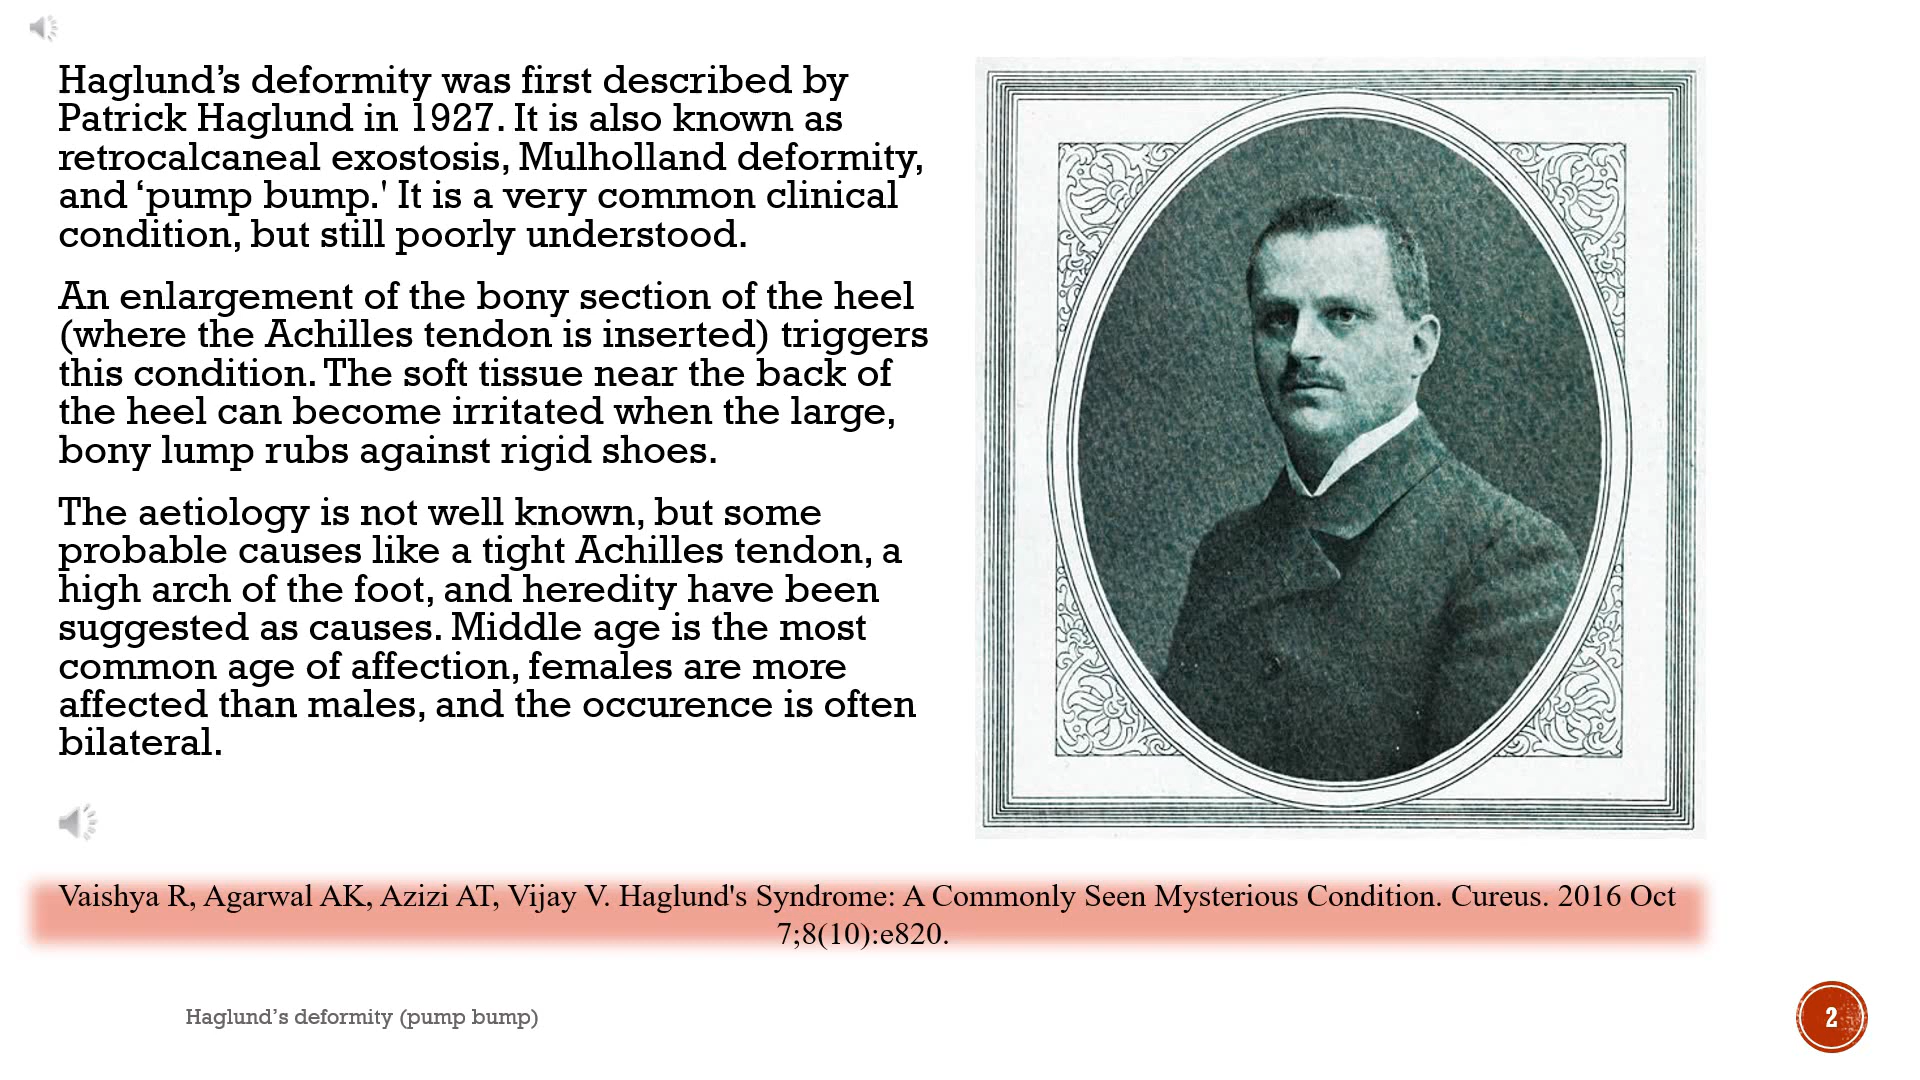 Haglund’s deformity was first described by
Patrick Haglund in 1927. It is also known as
retrocalcaneal exostosis, Mulholland deformity,
and ‘pump bump.' It is a very common clinical
condition, but still poorly understood.
An enlargement of the bony section of the heel
(where the Achilles tendon is inserted) triggers
this condition. The soft tissue near the back of
the heel can become irritated when the large,
bony lump rubs against rigid shoes.
The aetiology is not well known, but some
probable causes like a tight Achilles tendon, a
high arch of the foot, and heredity have been
suggested as causes. Middle age is the most
common age of affection, females are more
affected than males, and the occurence is often
bilateral.
Vaishya R, Agarwal AK, Azizi AT, Vijay V. Haglund's Syndrome: A Commonly Seen Mysterious Condition. Cureus. 2016 Oct
7;8(10):e820.
Haglund’s deformity (pump bump)
2